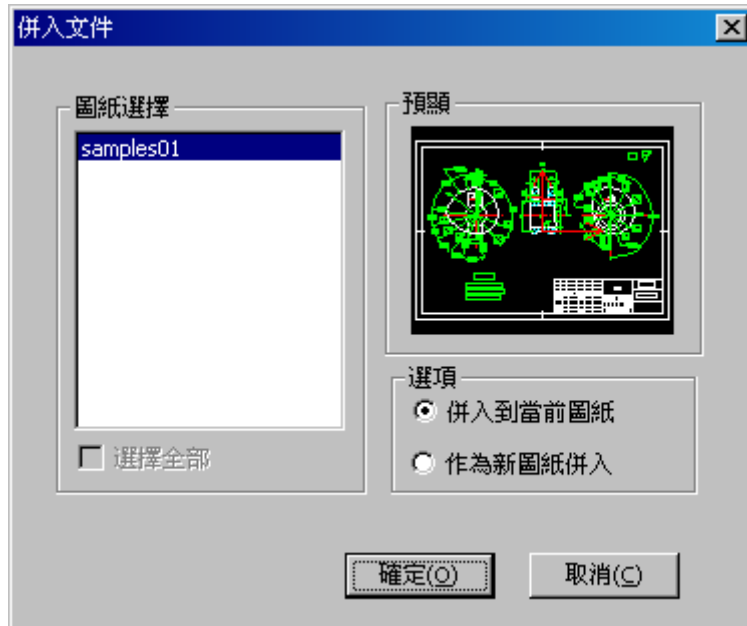 併入文件
圖紙選擇
samples01
選擇全部
預顯
選項
併入到當前圖紙
作為新圖紙併入
確定(O)
取消(C)